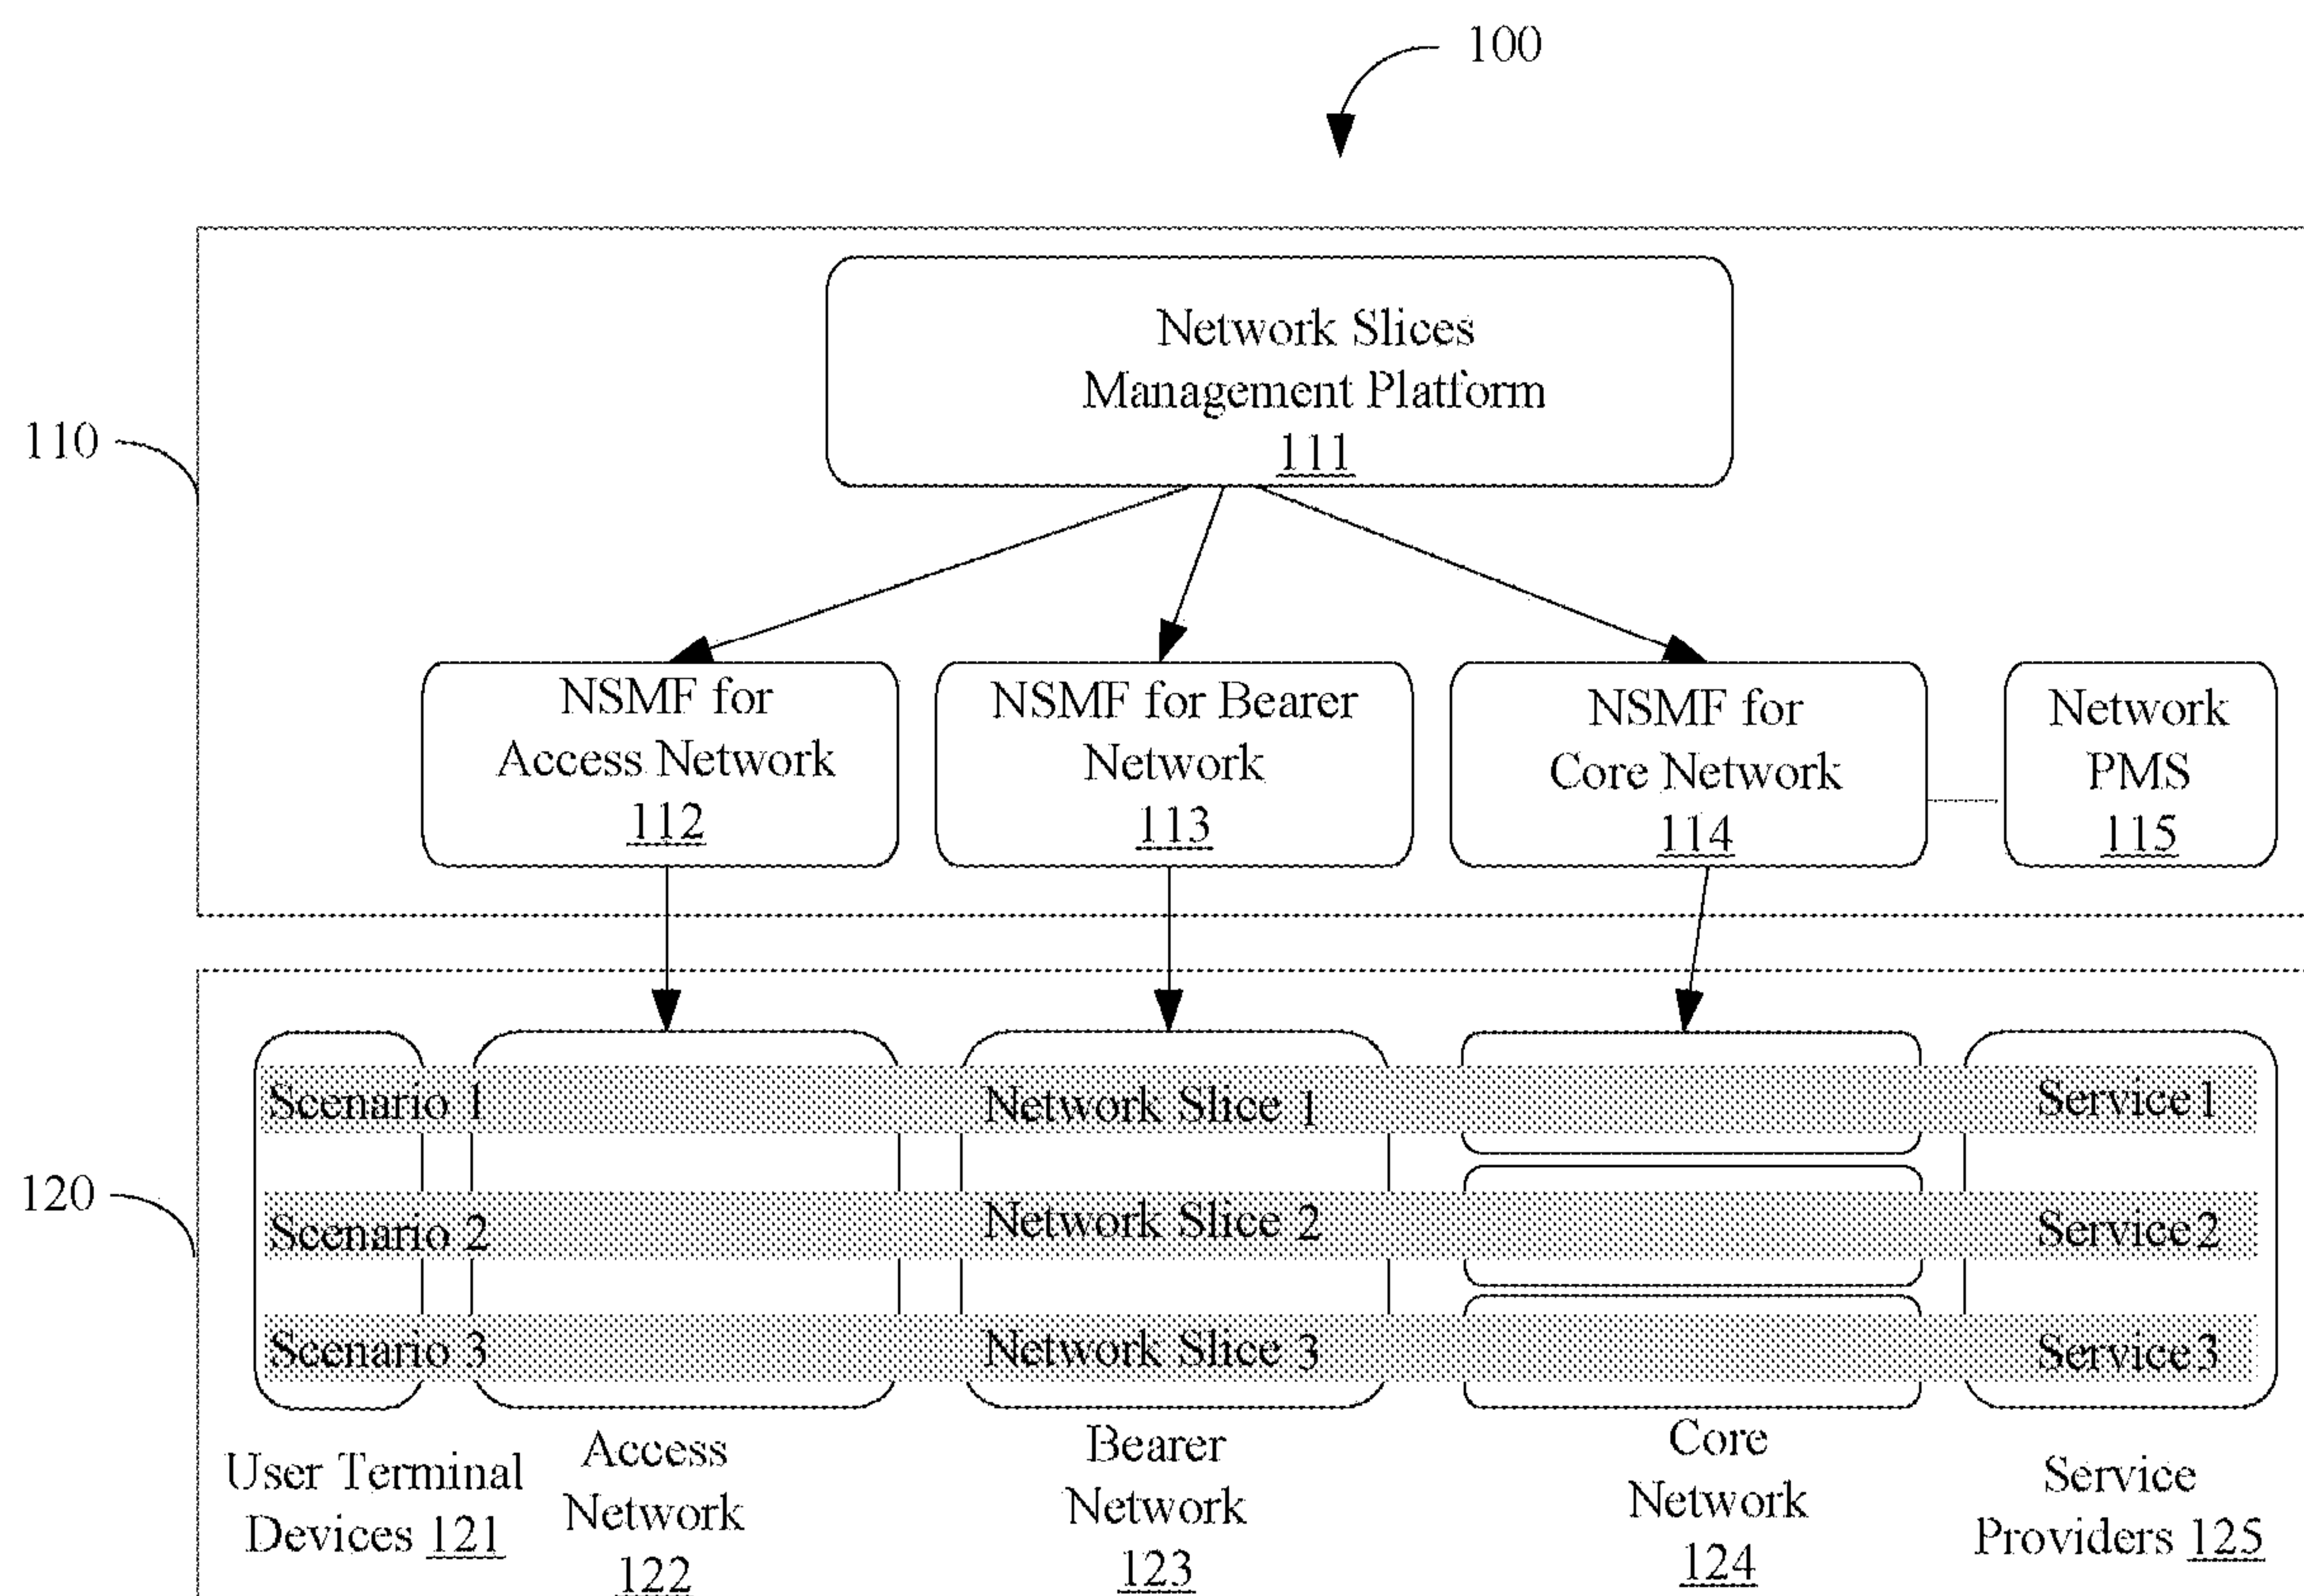 100
Network Slices
Management Platform
111
110
NSMF for
Access Network
112
NSMF for Bearer
Network
113
NSMF for
Core Network
114
Network
PMS
115
120
Scenario 1
Network Slice 1
Service1
Scenario 2
Network Slice 2
Service2
Scenario 3
Network Slice 3
Service3
User Terminal
Devices 121
Access
Network
122
Bearer
Network
123
Core
Network
124
Service
Providers 125